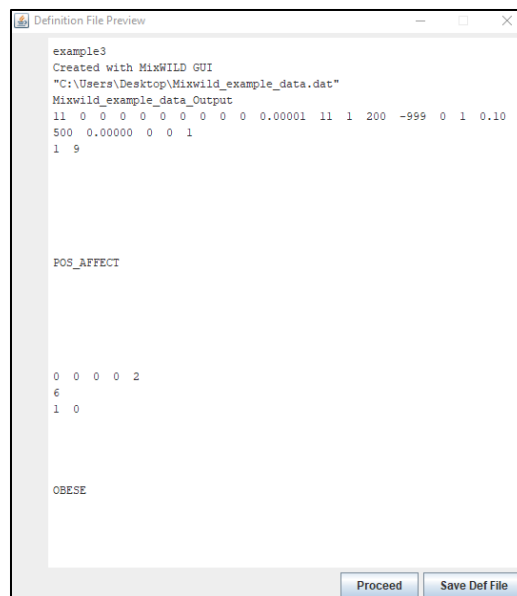 Definition File Preview
example3
Created with MixWILD GUI
"C:\Users\Desktop\Mixwild_example_data.dat"
Mixwild_example_data_Output
11 0 0 0 0 0 0 0 0 0 0.00001 11 1 200 -999 0 1 0.10
500 0.00000 0 0 1
1 9
POS_AFFECT
0 0 0 0 2
6
1 0
OBESE
Proceed Save Def File